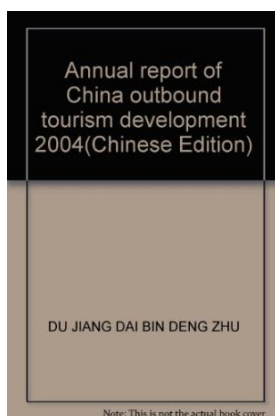 Annual report of
China outbound
tourism development
2004(Chinese Edition)
DU JIANG DAI BIN DENG ZHU
Note: This is not the actual book cover